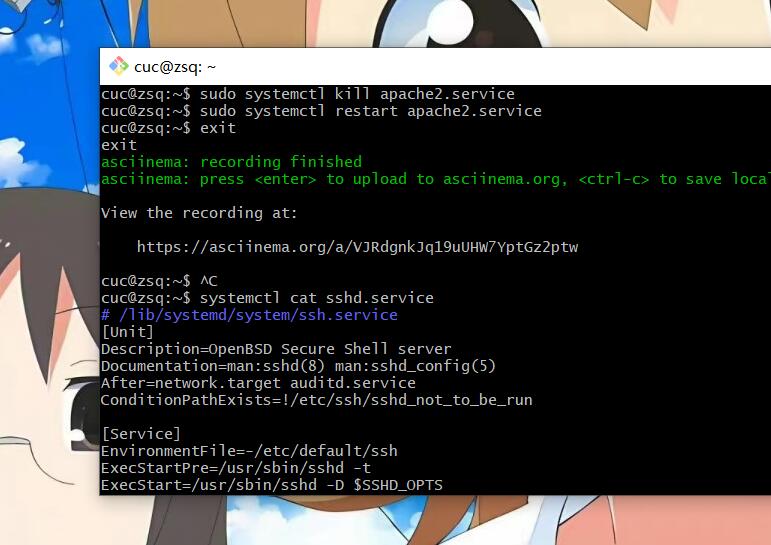 cuc@zsq: ~
cuc@zsq:~$ sudo systemctl kill apache2.service
cuc@zsq:~$ sudo systemctl restart apache2.service
cuc@zsq:~$ exit
exit
asciinema: recording finished
asciinema: press <enter> to upload to asciinema.org, <ctrl-c> to save local
View the recording at:
https://asciinema.org/a/VJRdgnkJq19uUHW7YptGz2ptw
cuc@zsq:~$ ^C
cuc@zsq:~$ systemctl cat sshd.service
# /lib/systemd/system/ssh.service
[Unit]
Description=OpenBSD Secure Shell server
Documentation=man:sshd(8) man:sshd_config(5)
After=network.target auditd.service
ConditionPathExists=!/etc/ssh/sshd_not_to_be_run
[Service]
EnvironmentFile=-/etc/default/ssh
ExecStartPre=/usr/sbin/sshd -t
ExecStart=/usr/sbin/sshd -D $SSHD_OPTS